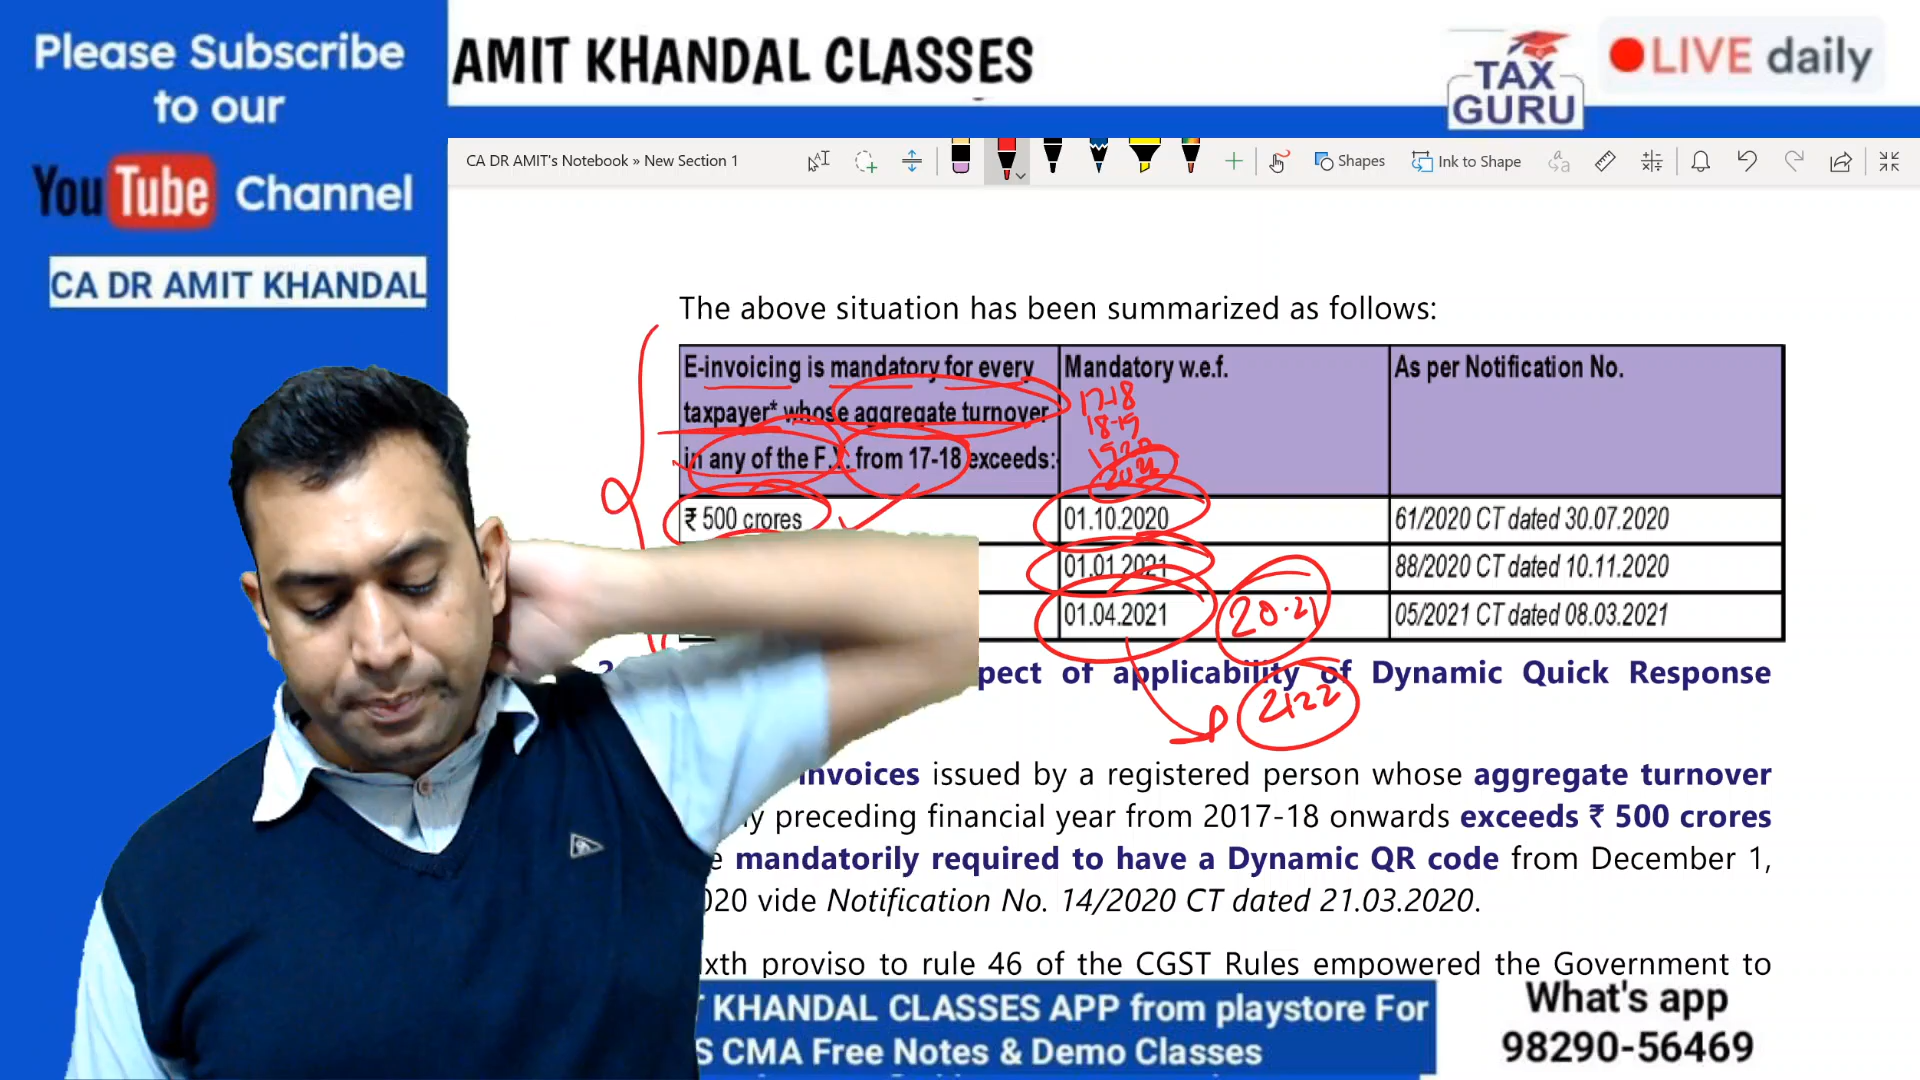 Please Subscribe
to our
YouTube Channel
CA DR AMIT KHANDAL
AMIT KHANDAL CLASSES
TAX
GURU
LIVE daily
CA DR AMIT's Notebook » New Section 1
Shapes
Ink to Shape
The above situation has been summarized as follows:
E-invoicing is mandatory for every
taxpayer* whose aggregate turnover
in any of the F.Y. from 17-18 exceeds:-
Mandatory w.e.f.
17-18
18-19
As per Notification No.
₹ 500 crores
01.10.2020
61/2020 CT dated 30.07.2020
01.01.2021
88/2020 CT dated 10.11.2020
01.04.2021
20-21
05/2021 CT dated 08.03.2021
of applicability of Dynamic Quick Response
2122
invoices issued by a registered person whose aggregate turnover
preceding financial year from 2017-18 onwards exceeds ₹ 500 crores
mandatorily required to have a Dynamic QR code from December 1,
vide Notification No. 14/2020 CT dated 21.03.2020.
proviso to rule 46 of the CGST Rules empowered the Government to
KHANDAL CLASSES APP from playstore For
CMA Free Notes & Demo Classes
What's app
98290-56469